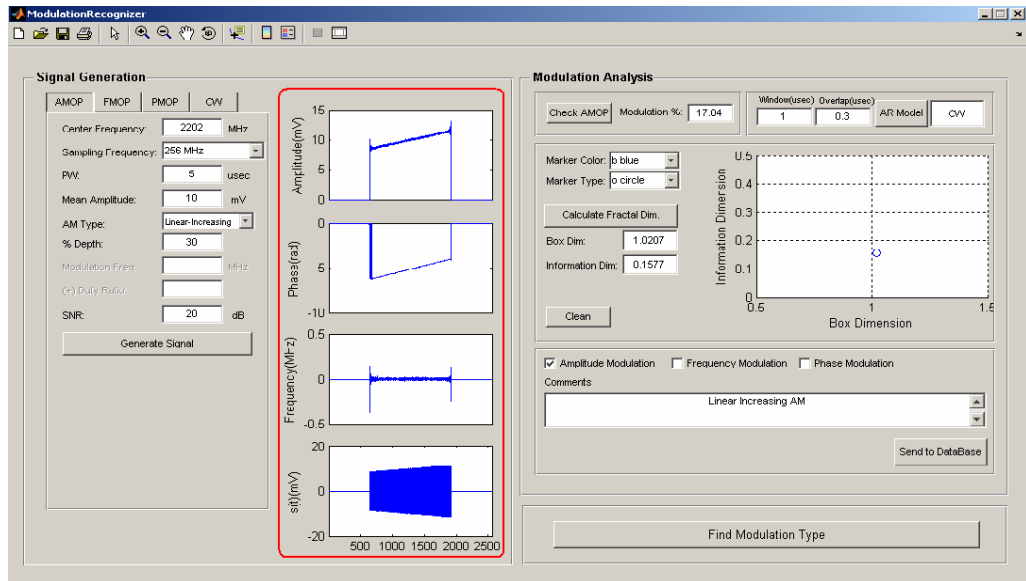 ModulationRecognizer
Signal Generation
AMOP FMOP PMOP CW
Center Frequency: 2202 MHz
Sampling Frequency: 256 MHz
PW: 5 usec
Mean Amplitude: 10 mV
AM Type: Linear-Increasing
% Depth: 30
Modulation Freq: MHz
(+) Duty Ratio:
SNR: 20 dB
Generate Signal
Amplitude(mV)
15
10
5
0
Phase(rad)
0
5
-10
Frequency(MHz)
0.5
0
-0.5
s(t)(mV)
20
0
-20
500 1000 1500 2000 2500
Modulation Analysis
Check AMOP Modulation %: 17.04
Window(usec) Overlap(usec)
1 0.3 AR Model CW
Marker Color: b blue
Marker Type: o circle
Calculate Fractal Dim.
Box Dim: 1.0207
Information Dim: 0.1577
Clean
Information Dimension
0.5
0.4
0.3
0.2
0.1
0
0.5 1 1.5
Box Dimension
Amplitude Modulation Frequency Modulation Phase Modulation
Comments
Linear Increasing AM
Send to DataBase
Find Modulation Type